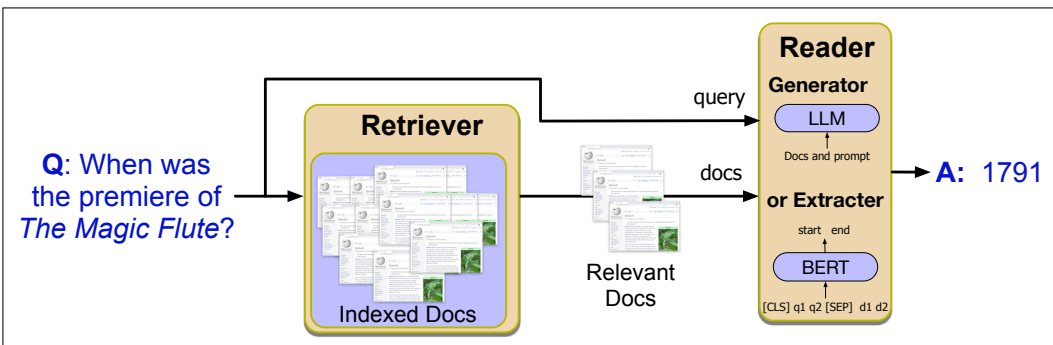 Q: When was
the premiere of
The Magic Flute?
Retriever
Indexed Docs
Relevant
Docs
query
docs
Reader
Generator
LLM
Docs and prompt
or Extracter
start end
BERT
[CLS] q1 q2 [SEP] d1 d2
A: 1791